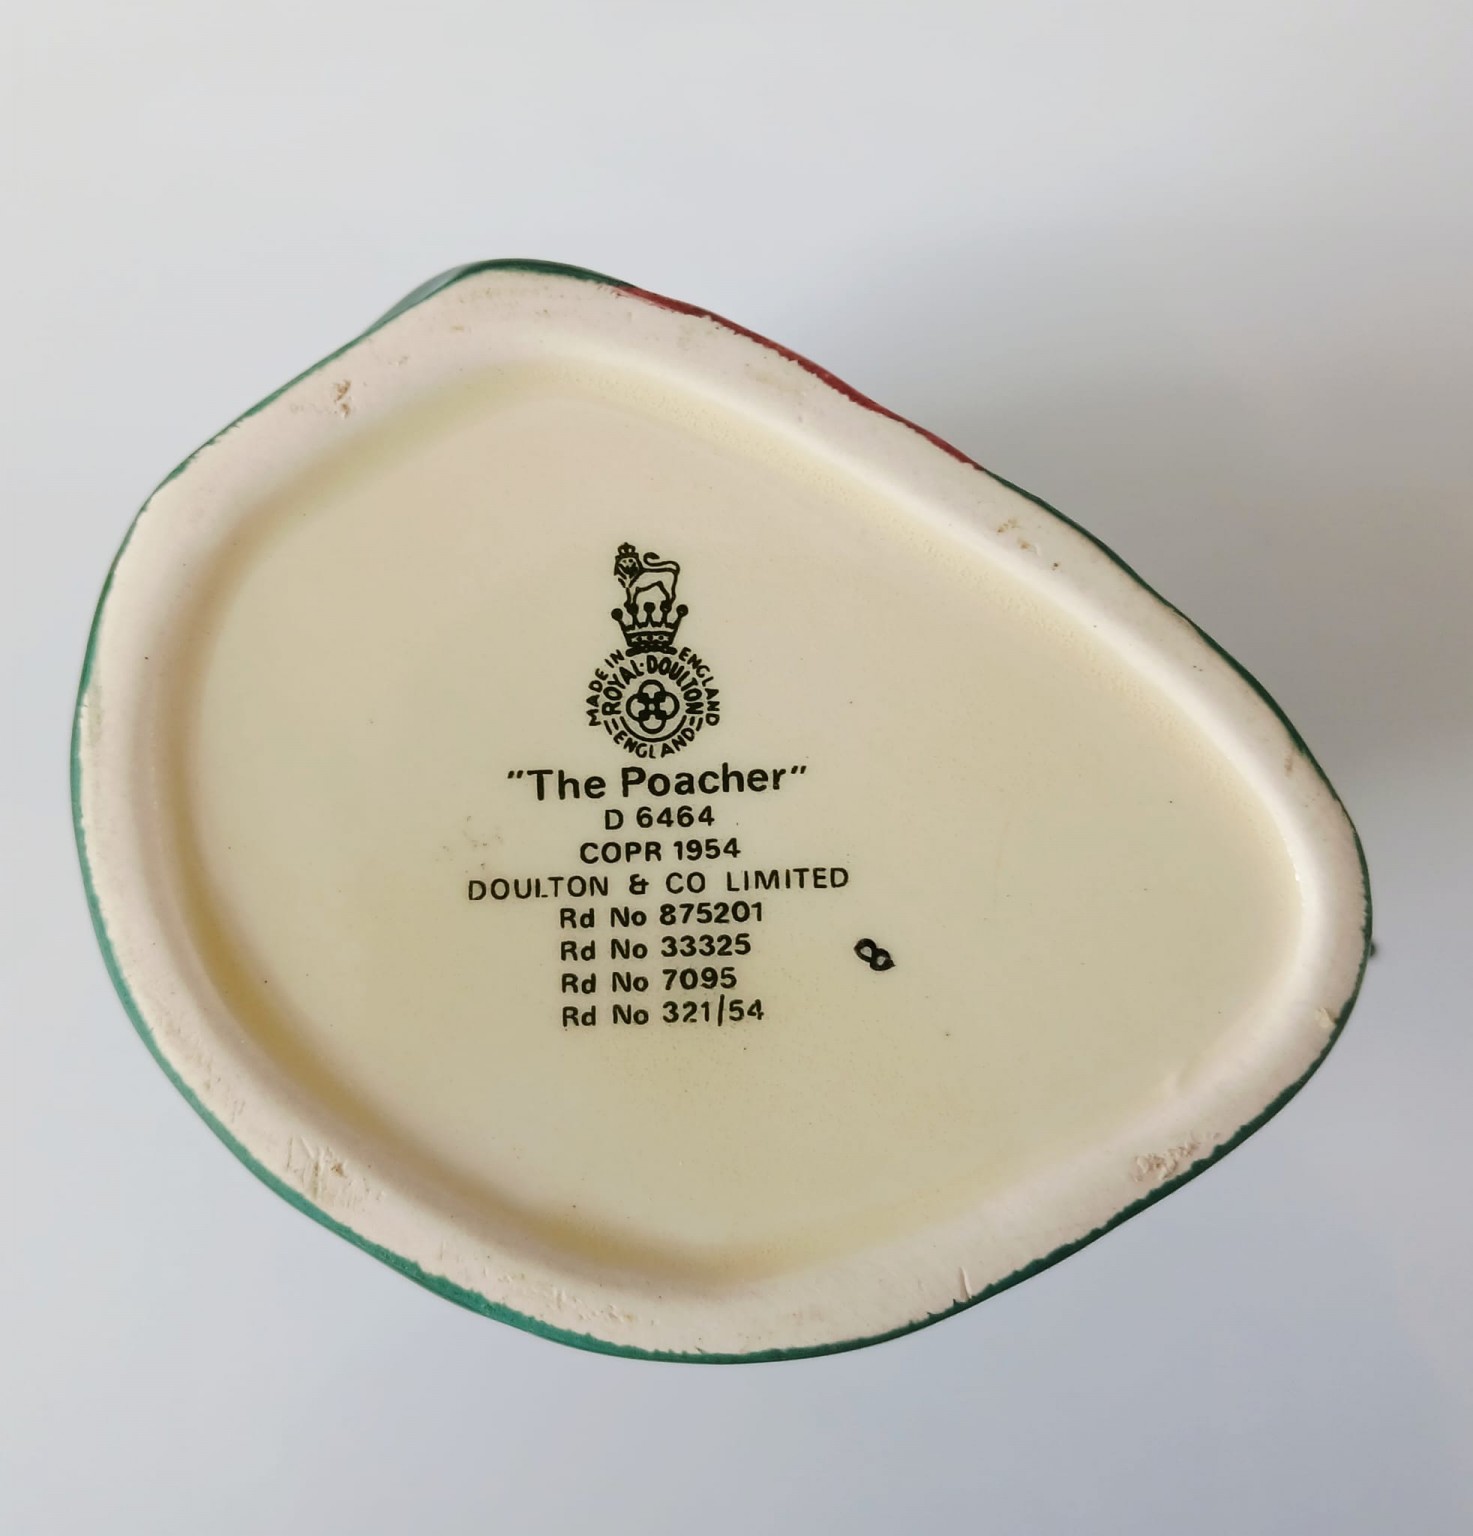 MADE IN ENGLAND
ROYAL·DOULTON
ENGLAND
"The Poacher"
D 6464
COPR 1954
DOULTON & CO LIMITED
Rd No 875201
Rd No 33325
Rd No 7095
Rd No 321/54
8